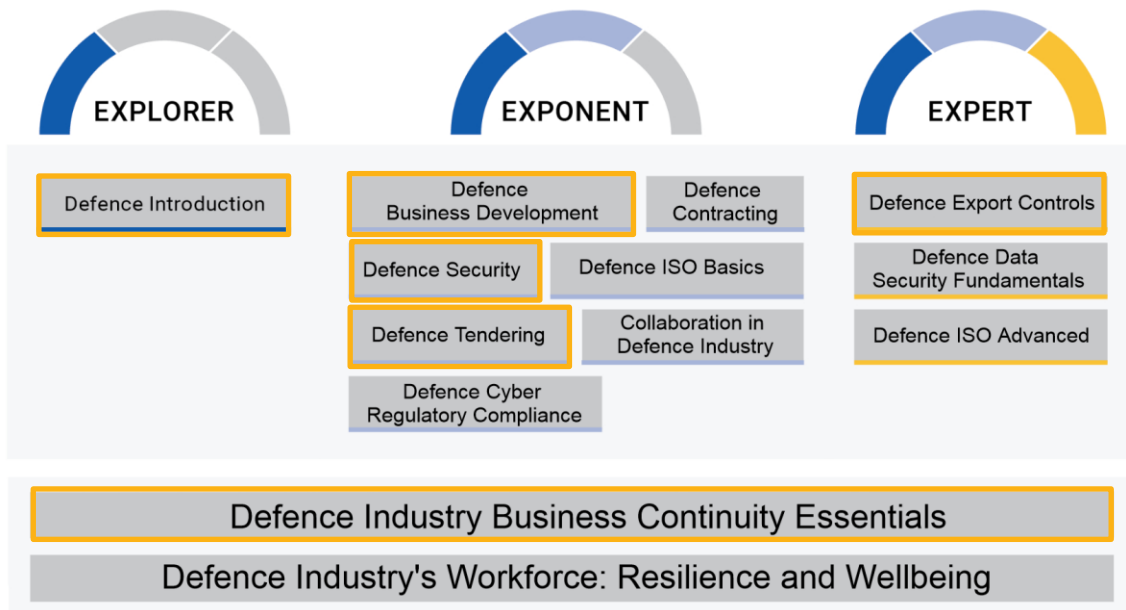 EXPLORER
EXPONENT
EXPERT
Defence Introduction
Defence
Business Development
Defence
Contracting
Defence Security
Defence ISO Basics
Defence Tendering
Collaboration in
Defence Industry
Defence Cyber
Regulatory Compliance
Defence Export Controls
Defence Data
Security Fundamentals
Defence ISO Advanced
Defence Industry Business Continuity Essentials
Defence Industry's Workforce: Resilience and Wellbeing